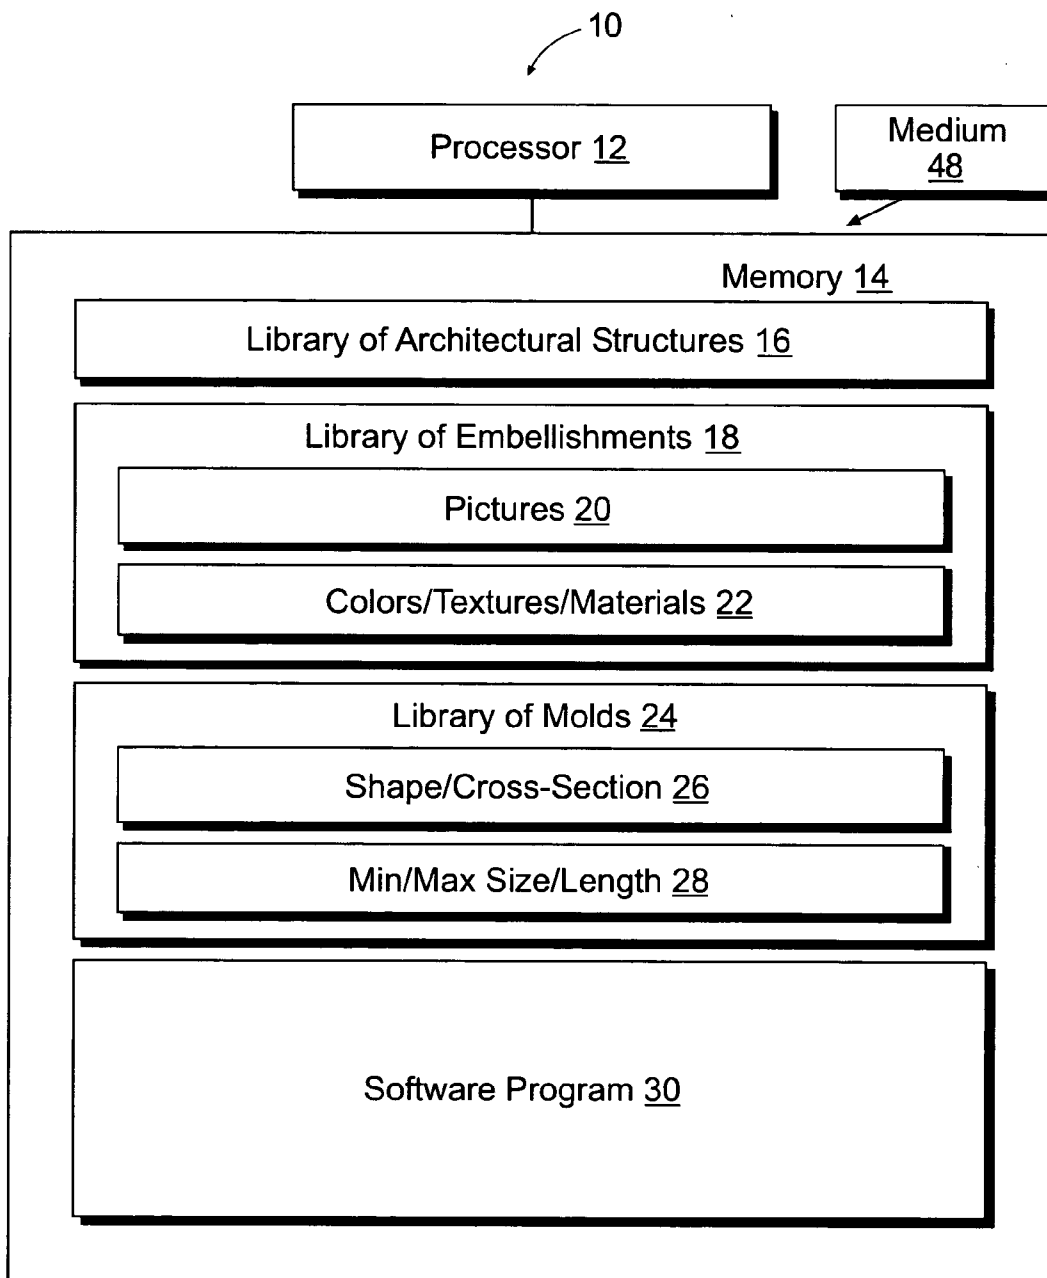 10
Processor 12
Medium
48
Memory 14
Library of Architectural Structures 16
Library of Embellishments 18
Pictures 20
Colors/Textures/Materials 22
Library of Molds 24
Shape/Cross-Section 26
Min/Max Size/Length 28
Software Program 30